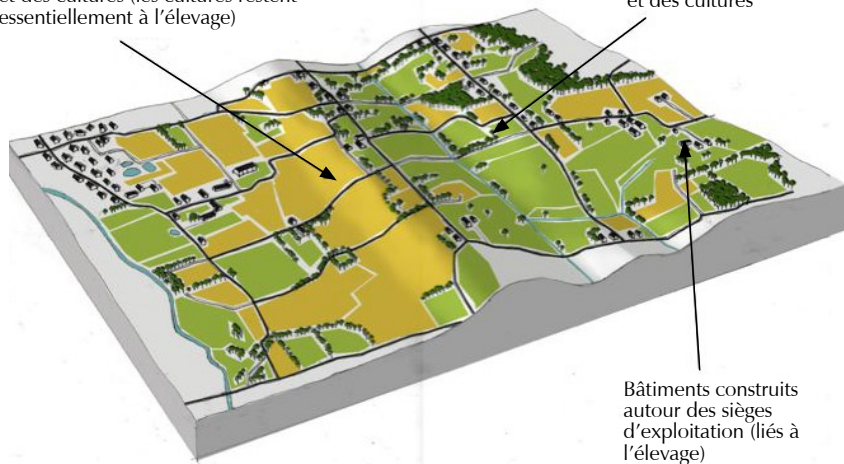 et des cultures (les cultures restent
essentiellement à l’élevage)
et des cultures
Bâtiments construits
autour des sièges
d’exploitation (liés à
l’élevage)